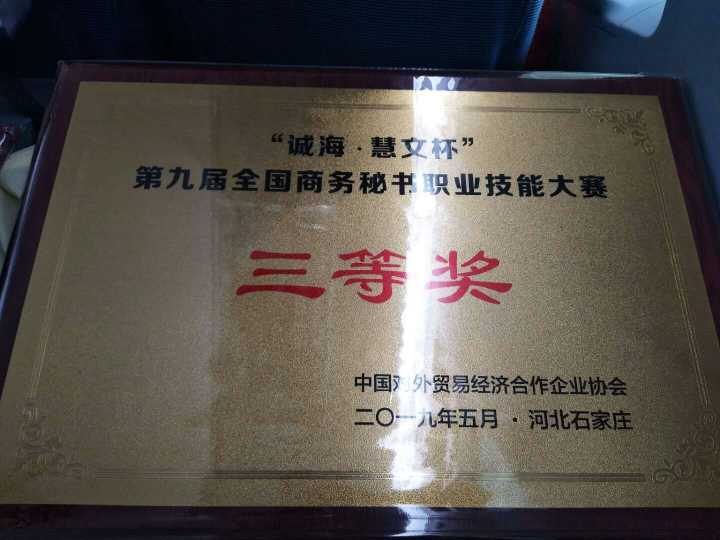 “诚海·慧文杯”
第九届全国商务秘书职业技能大赛
三等奖
中国对外贸易经济合作企业协会
二〇一九年五月·河北石家庄